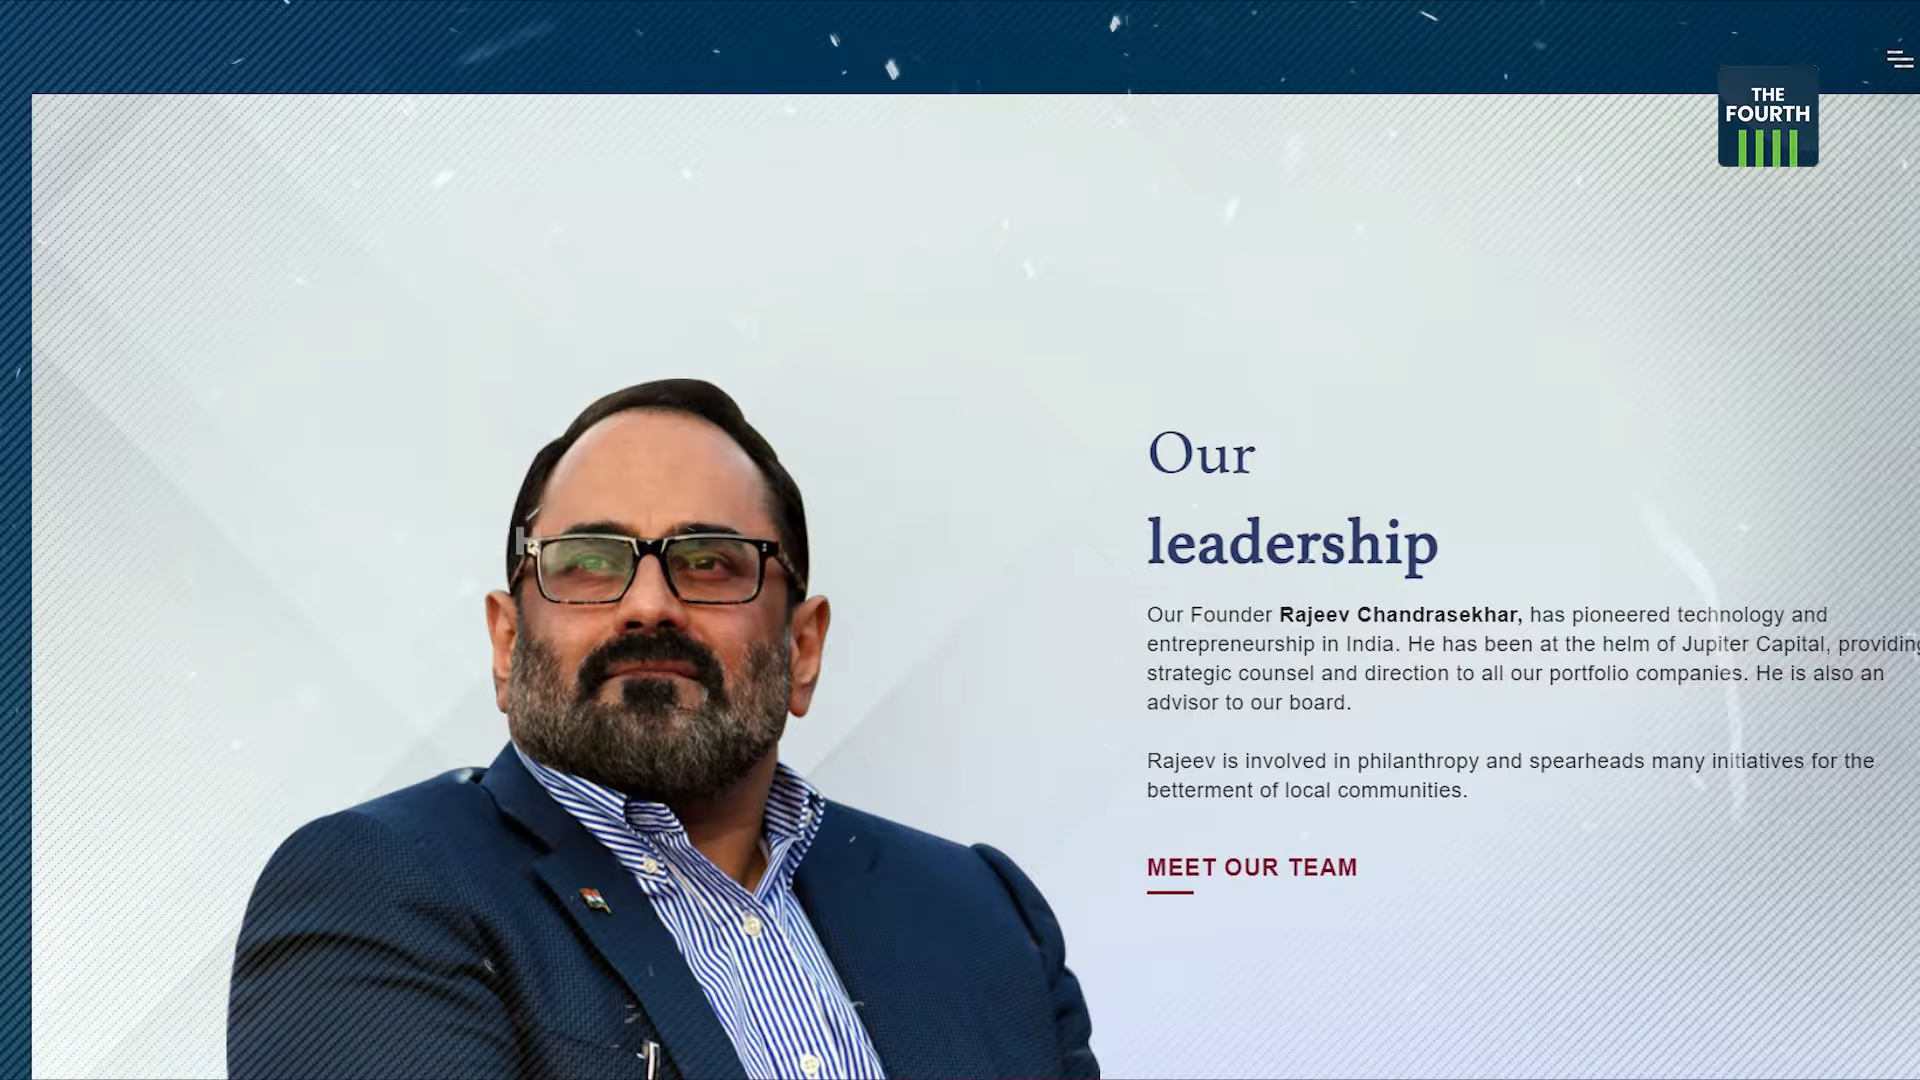 THE
FOURTH
Our
leadership
Our Founder Rajeev Chandrasekhar, has pioneered technology and
entrepreneurship in India. He has been at the helm of Jupiter Capital, providing
strategic counsel and direction to all our portfolio companies. He is also an
advisor to our board.
Rajeev is involved in philanthropy and spearheads many initiatives for the
betterment of local communities.
MEET OUR TEAM